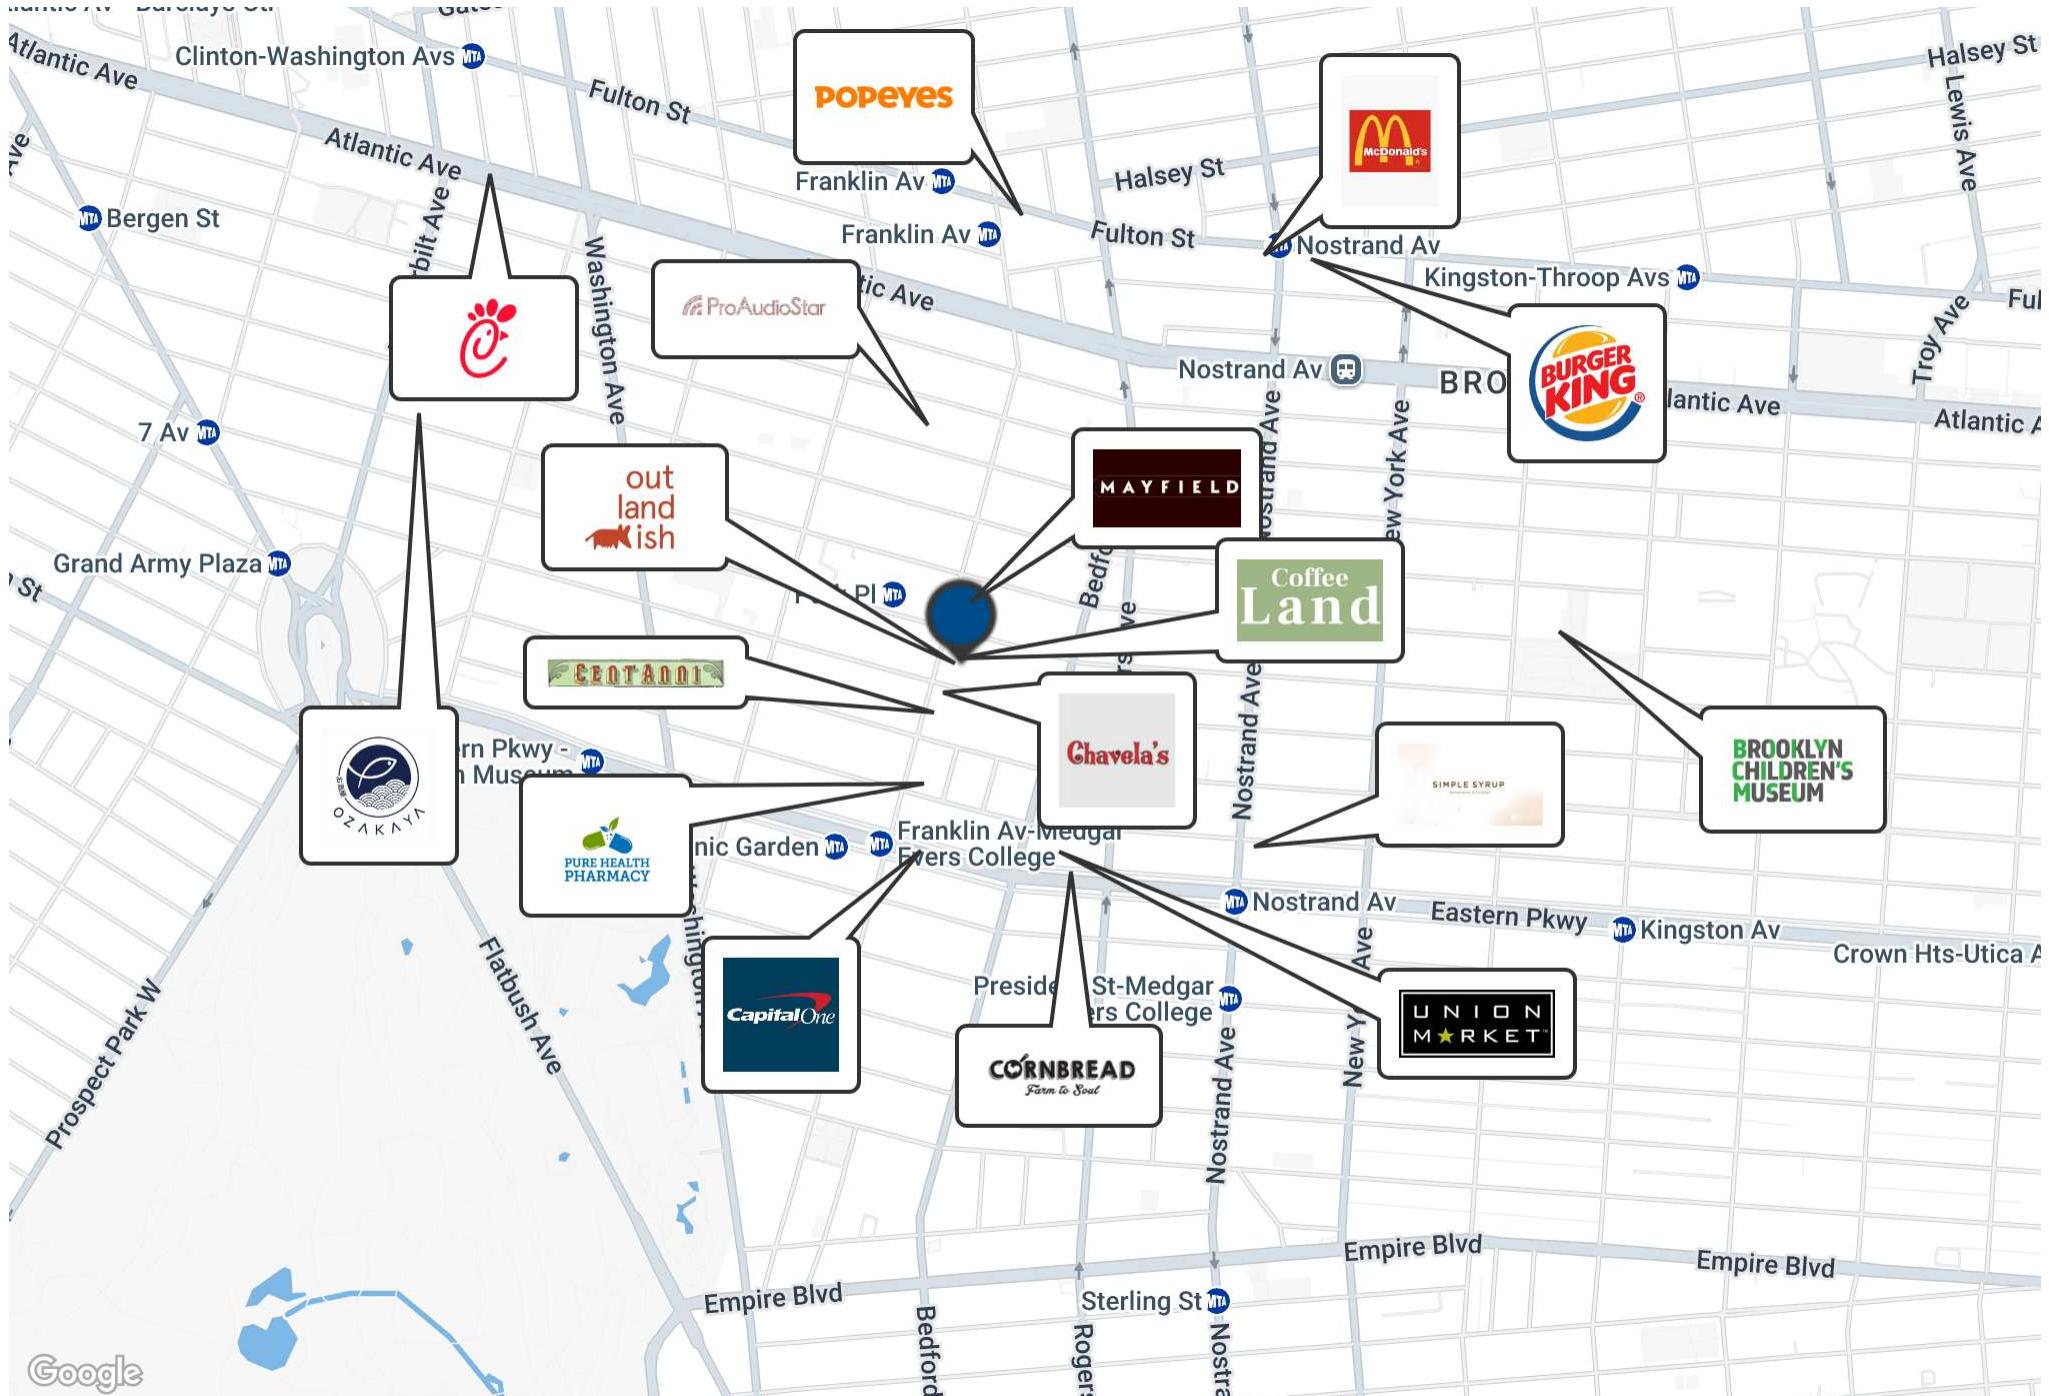 Clinton-Washington Avs
Atlantic Ave
Fulton St
POPEYES
McDonald's
Halsey St
Lewis Ave
Atlantic Ave
Franklin Av
Halsey St
Bergen St
Franklin Av
Fulton St
Nostrand Av
Kingston-Throop Avs
Washington Ave
ProAudioStar
Troy Ave
Nostrand Av
BURGER
KING
Atlantic Ave
7 Av
out
land
ish
MAYFIELD
Nostrand Ave
New York Ave
Grand Army Plaza
Coffee
Land
CENTANNI
Chavela's
Nostrand Ave
SIMPLE SYRUP
BROOKLYN
CHILDREN'S
MUSEUM
OZAKAYA
PURE HEALTH
PHARMACY
Franklin Av-Medgar
Evers College
Nostrand Av
Eastern Pkwy
Kingston Av
Crown Hts-Utica A
Flatbush Ave
Prospect Park W
Capital One
St-Medgar
College
UNION
MARKET
CORNBREAD
Farm to Soul
Nostrand Ave
Empire Blvd
Empire Blvd
Empire Blvd
Sterling St
Bedford
Rogers
Nostra
Google